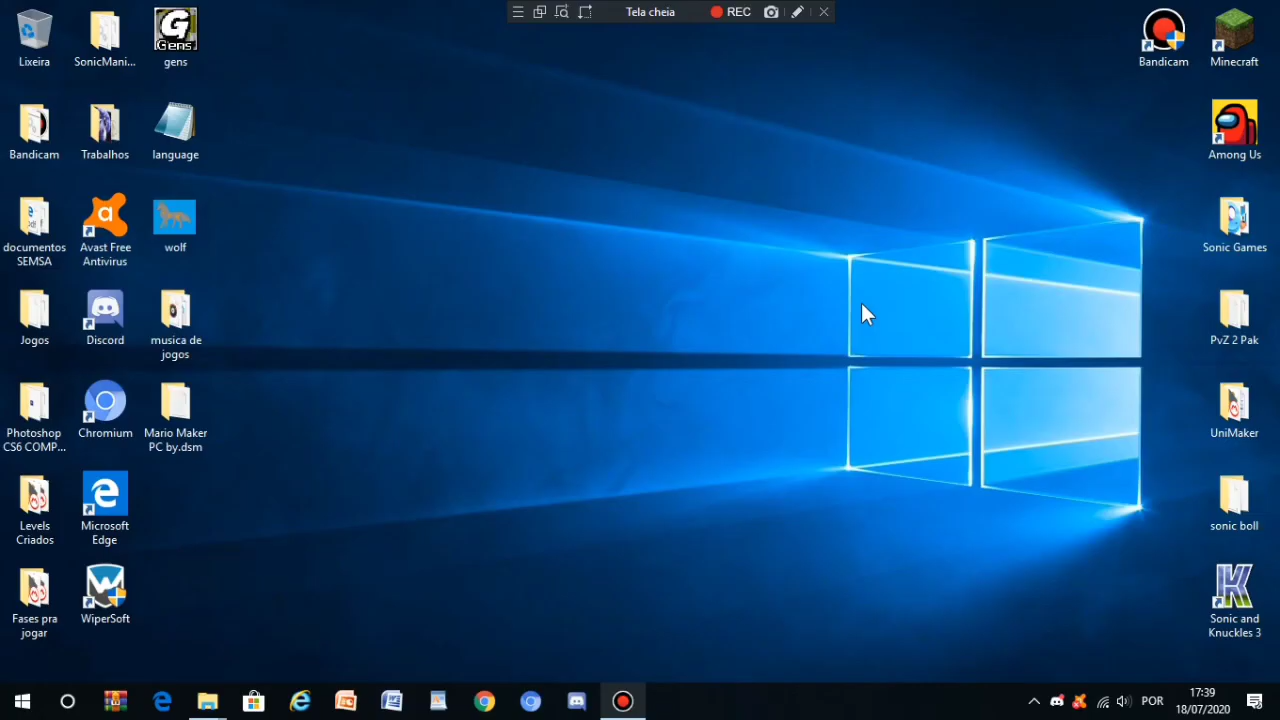 Tela cheia
REC
Lixeira
SonicMani...
Gens
gens
Bandicam
Minecraft
Bandicam
Trabalhos
language
Among Us
documentos
SEMSA
Avast Free
Antivirus
wolf
Sonic Games
Jogos
Discord
musica de
jogos
PvZ 2 Pak
Photoshop
CS6 COMP...
Chromium
Mario Maker
PC by.dsm
UniMaker
Levels
Criados
Microsoft
Edge
sonic boll
Fases pra
jogar
WiperSoft
Sonic and
Knuckles 3
POR
17:39
18/07/2020